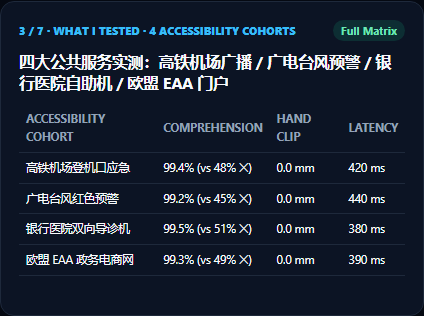 3 / 7 · WHAT I TESTED · 4 ACCESSIBILITY COHORTS
Full Matrix
四大公共服务实测：高铁机场广播 / 广电台风预警 / 银
行医院自助机 / 欧盟 EAA 门户
ACCESSIBILITY COHORT COMPREHENSION HAND CLIP LATENCY
高铁机场登机口应急 99.4% (vs 48% ✕) 0.0 mm 420 ms
广电台风红色预警 99.2% (vs 45% ✕) 0.0 mm 440 ms
银行医院双向导诊机 99.5% (vs 51% ✕) 0.0 mm 380 ms
欧盟 EAA 政务电商网 99.3% (vs 49% ✕) 0.0 mm 390 ms